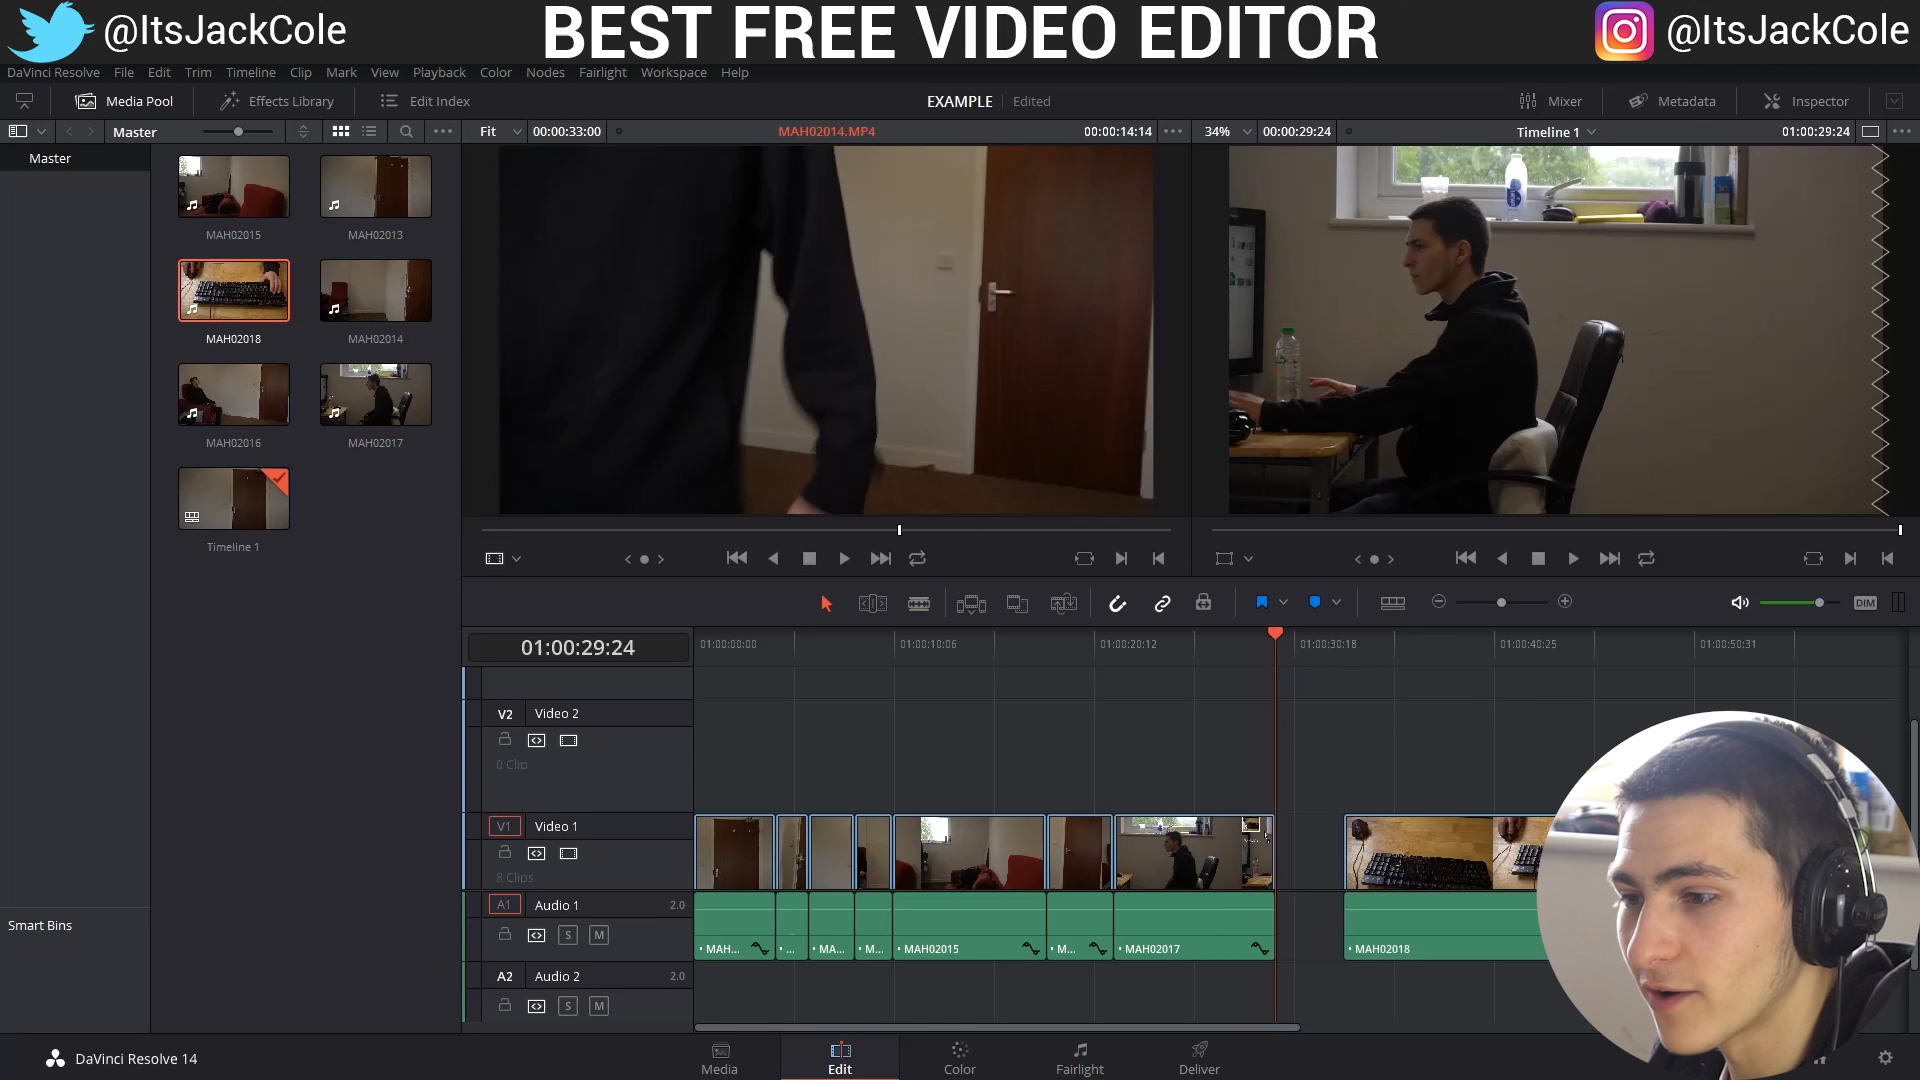 @ItsJackCole
BEST FREE VIDEO EDITOR
@ItsJackCole
DaVinci Resolve File Edit Trim Timeline Clip Mark View Playback Color Nodes Fairlight Workspace Help
Media Pool Effects Library Edit Index
EXAMPLE Edited
Mixer Metadata Inspector
Master
Fit 00:00:33:00 MAH02014.MP4 00:00:14:14
34% 00:00:29:24 Timeline 1 01:00:29:24
Master
MAH02015 MAH02013
MAH02018 MAH02014
MAH02016 MAH02017
Timeline 1
DIM
01:00:29:24
01:00:00:00 01:00:10:06 01:00:20:12 01:00:30:18 01:00:40:25 01:00:50:31
V2 Video 2
0 Clip
V1 Video 1
8 Clips
A1 Audio 1 2.0
S M
MAH... ... MA... M... MAH02015 M... MAH02017 MAH02018
A2 Audio 2 2.0
S M
Smart Bins
DaVinci Resolve 14
Media Edit Color Fairlight Deliver